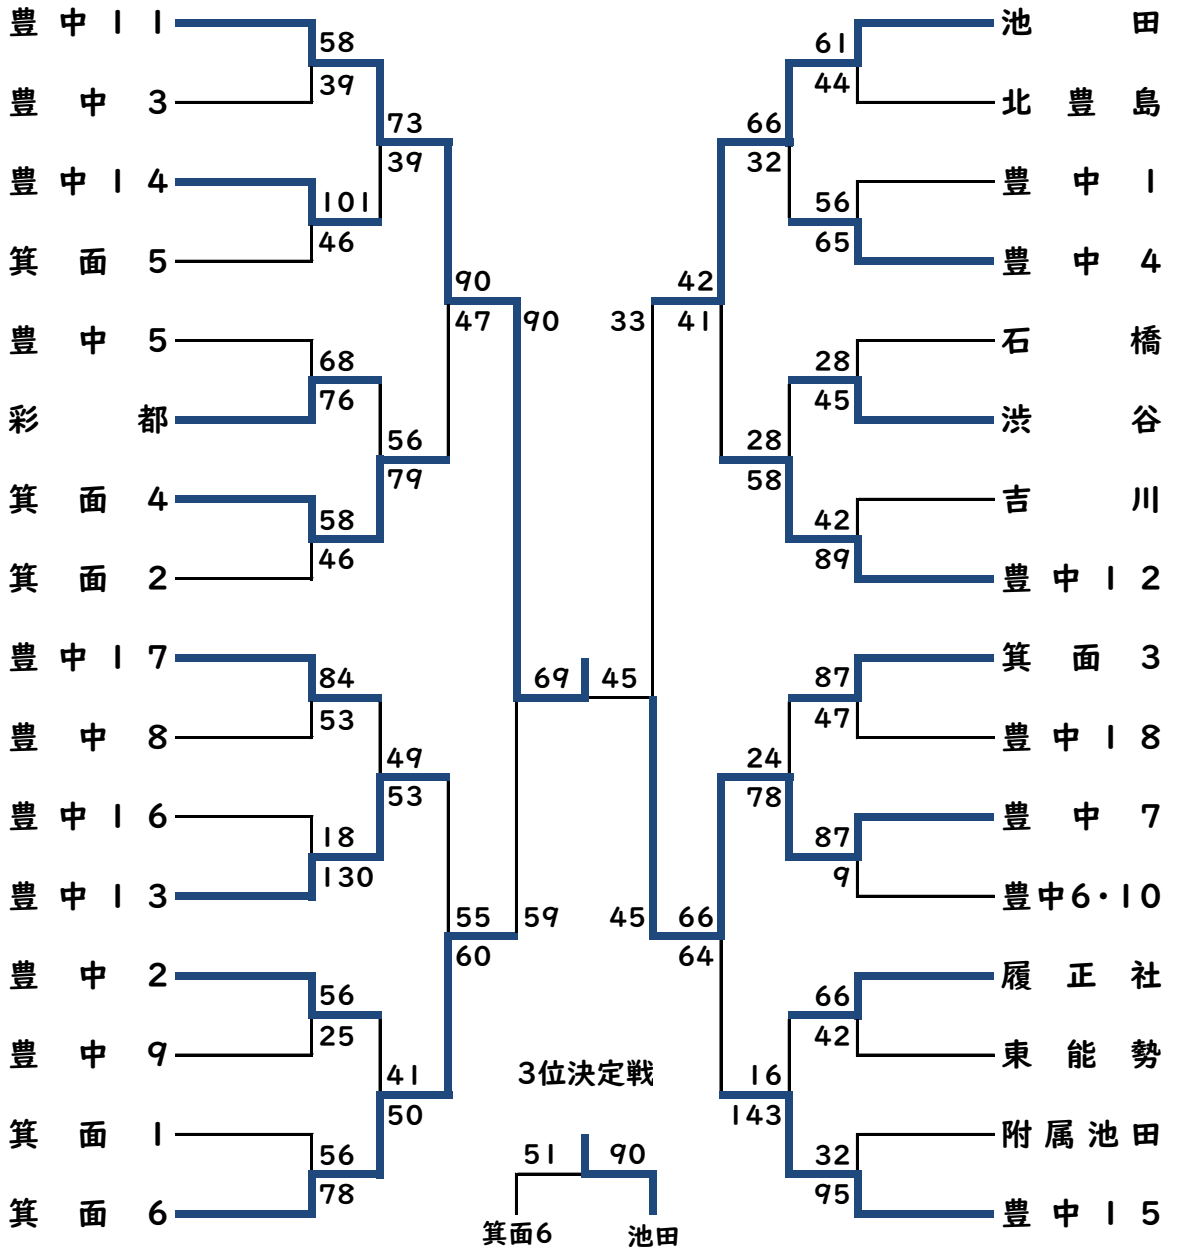 豊中11
池田
58
61
39
44
豊中3
北豊島
73
66
39
32
豊中14
豊中1
101
56
46
65
箕面5
豊中4
90
42
47
90
33
41
豊中5
石橋
68
28
76
45
彩都
渋谷
56
28
79
58
箕面4
吉川
58
42
46
89
箕面2
豊中12
豊中17
箕面3
84
69
45
87
53
47
豊中8
豊中18
49
24
53
78
豊中16
豊中7
18
87
130
9
豊中13
豊中6・10
55
59
45
66
60
64
豊中2
履正社
56
66
25
42
豊中9
東能勢
3位決定戦
41
16
50
143
箕面1
附属池田
56
51
90
32
78
95
箕面6
豊中15
箕面6
池田